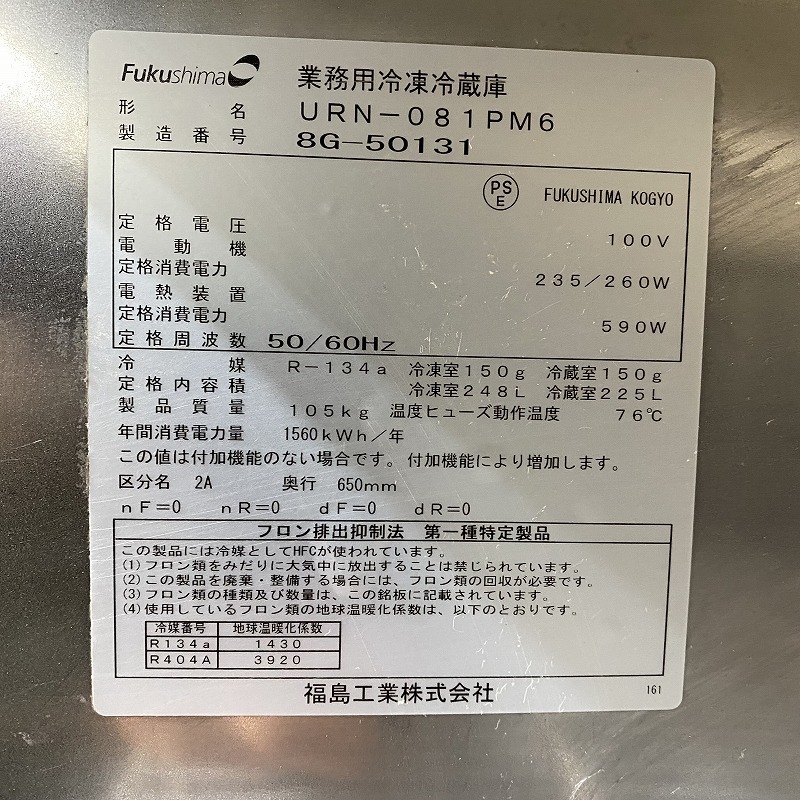 Fukushima 業務用冷凍冷蔵庫
形名 URN-081PM6
製造番号 8G-50131
PSE FUKUSHIMA KOGYO
定格電圧 100V
電動機
定格消費電力 235/260W
電熱装置
定格消費電力 590W
定格周波数 50/60Hz
冷媒 R-134a 冷凍室150g 冷蔵室150g
定格内容積 冷凍室248L 冷蔵室225L
製品質量 105kg 温度ヒューズ動作温度 76℃
年間消費電力量 1560kWh/年
この値は付加機能のない場合です。付加機能により増加します。
区分名 2A 奥行 650mm
nF=0 nR=0 dF=0 dR=0
フロン排出抑制法 第一種特定製品
この製品には冷媒としてHFCが使われています。
(1)フロン類をみだりに大気中に放出することは禁じられています。
(2)この製品を廃棄・整備する場合には、フロン類の回収が必要です。
(3)フロン類の種類及び数量は、この銘板に記載されています。
(4)使用しているフロン類の地球温暖化係数は、以下のとおりです。
冷媒番号 地球温暖化係数
R134a 1430
R404A 3920
福島工業株式会社 161